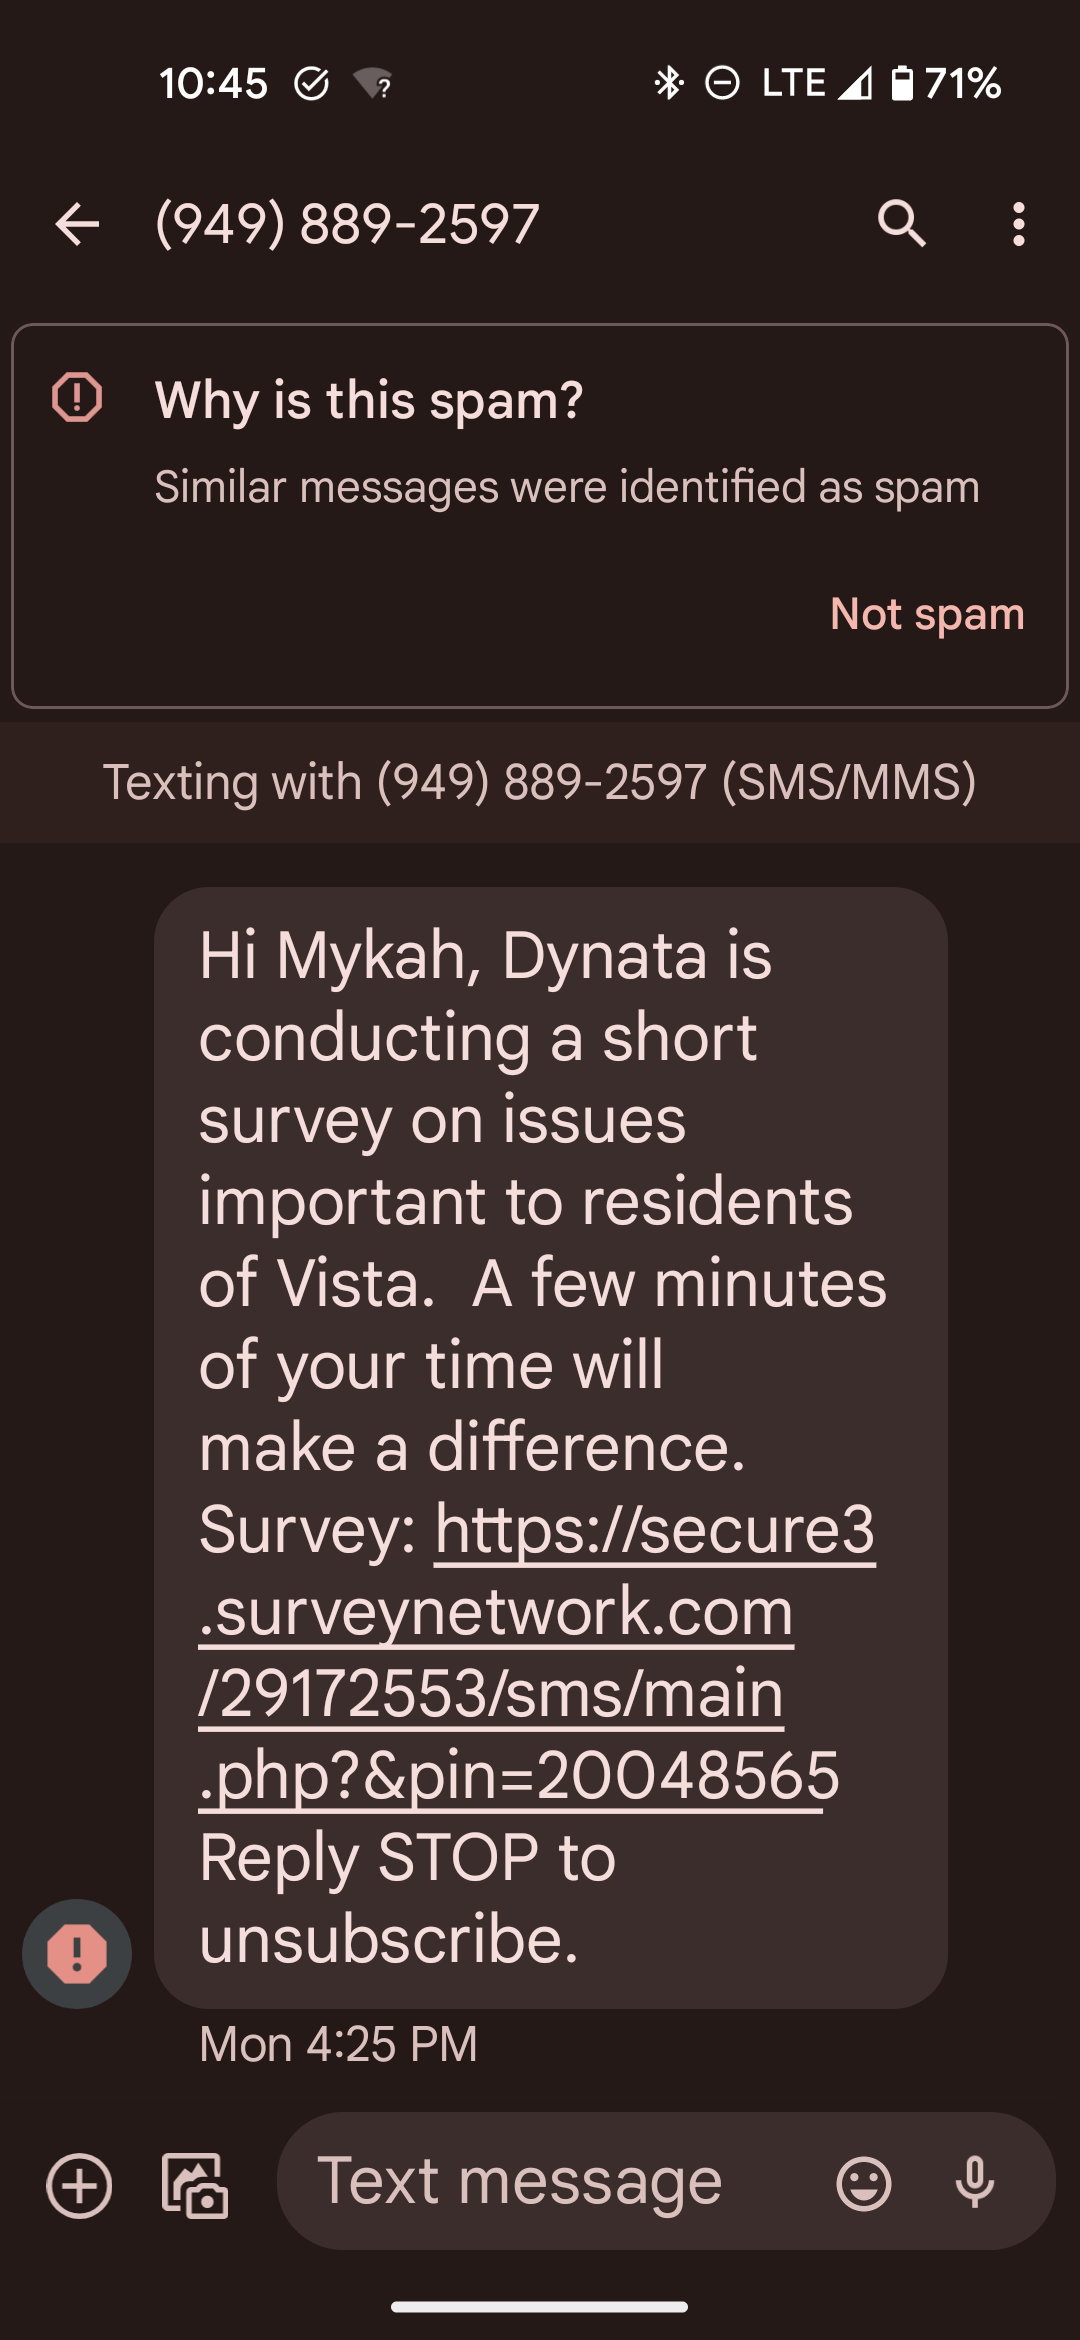 10:45 LTE 71%
(949) 889-2597
Why is this spam?
Similar messages were identified as spam
Not spam
Texting with (949) 889-2597 (SMS/MMS)
Hi Mykah, Dynata is
conducting a short
survey on issues
important to residents
of Vista.  A few minutes
of your time will
make a difference.
Survey: https://secure3
.surveynetwork.com
/29172553/sms/main
.php?&pin=20048565
Reply STOP to
unsubscribe.
Mon 4:25 PM
Text message